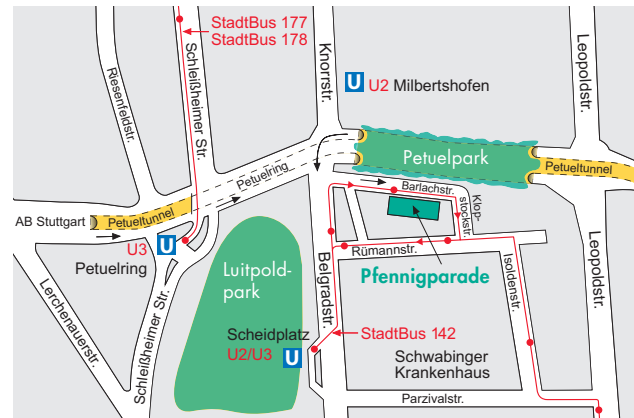 StadtBus 177
StadtBus 178
Riesenfeldstr.
Schleißheimer Str.
Knorrstr.
U
U2 Milbertshofen
Leopoldstr.
Petuelpark
Petueltunnel
Petuelring
Barlachstr.
Klop-
stockstr.
AB Stuttgart
Petueltunnel
U3
U
Petuelring
Rümannstr.
Pfennigparade
Luitpold-
park
Belgradstr.
Isoldenstr.
Leopoldstr.
Lerchenauerstr.
Schleißheimer Str.
Scheidplatz
U2/U3
U
StadtBus 142
Schwabinger
Krankenhaus
Parzivalstr.